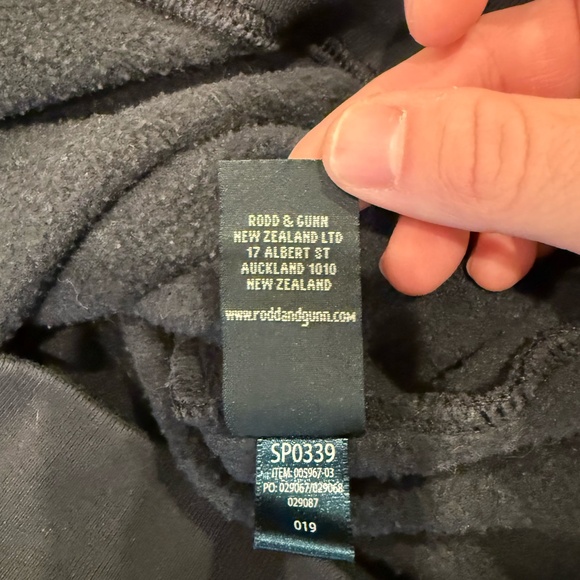 RODD & GUNN
NEW ZEALAND LTD
17 ALBERT ST
AUCKLAND 1010
NEW ZEALAND
www.roddandgunn.com
SP0339
ITEM: 005967-03
PO: 029067/029068
029087
019